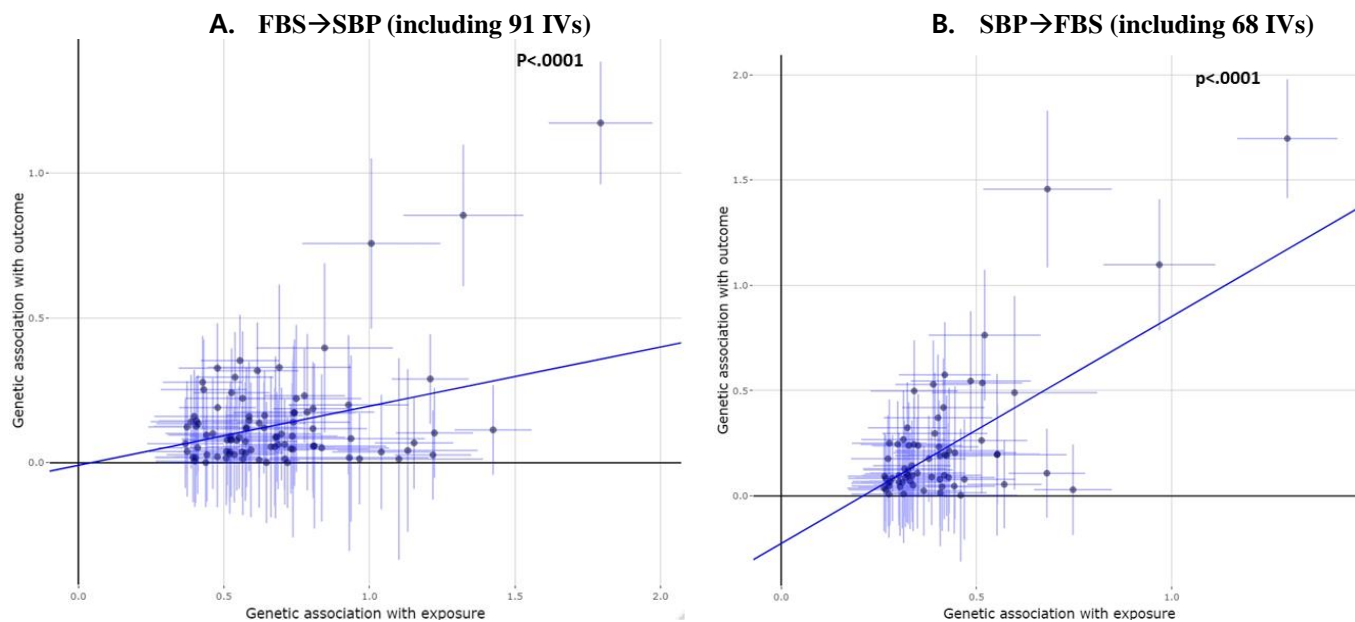 A. FBS→SBP (including 91 IVs)
P<.0001
Genetic association with outcome
1.0
0.5
0.0
0.0 0.5 1.0 1.5 2.0
Genetic association with exposure
B. SBP→FBS (including 68 IVs)
p<.0001
Genetic association with outcome
2.0
1.5
1.0
0.5
0.0
0.0 0.5 1.0
Genetic association with exposure